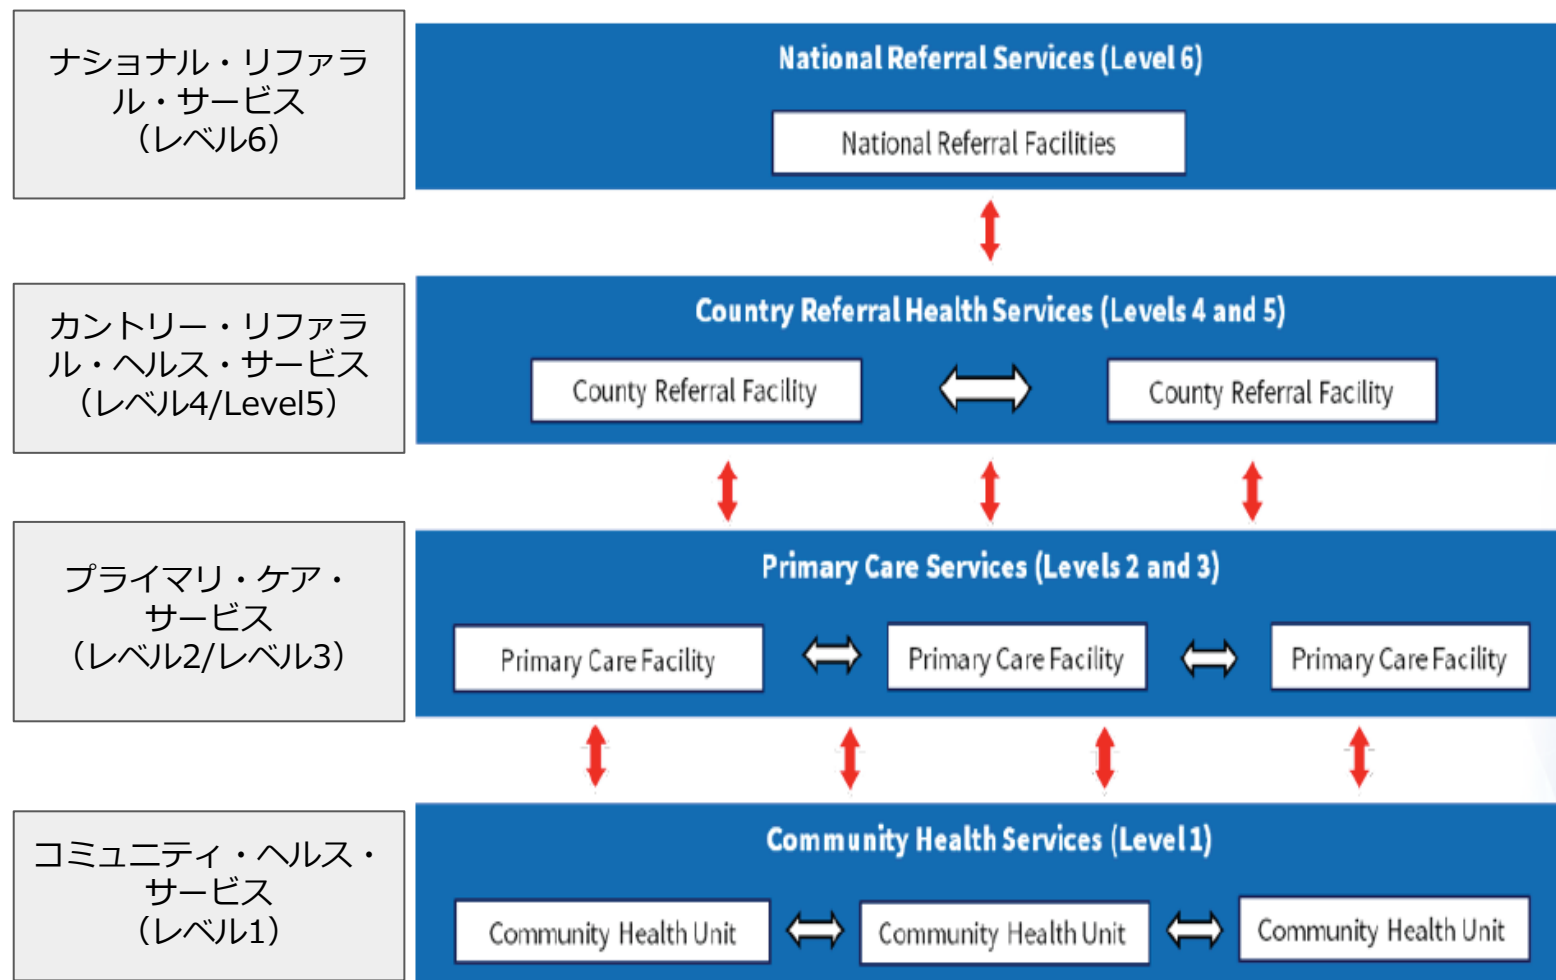 ナショナル・リファラ
ル・サービス
（レベル6）
National Referral Services (Level 6)
National Referral Facilities
カントリー・リファラ
ル・ヘルス・サービス
（レベル4/Level5）
Country Referral Health Services (Levels 4 and 5)
County Referral Facility
County Referral Facility
プライマリ・ケア・
サービス
（レベル2/レベル3）
Primary Care Services (Levels 2 and 3)
Primary Care Facility
Primary Care Facility
Primary Care Facility
コミュニティ・ヘルス・
サービス
（レベル1）
Community Health Services (Level 1)
Community Health Unit
Community Health Unit
Community Health Unit